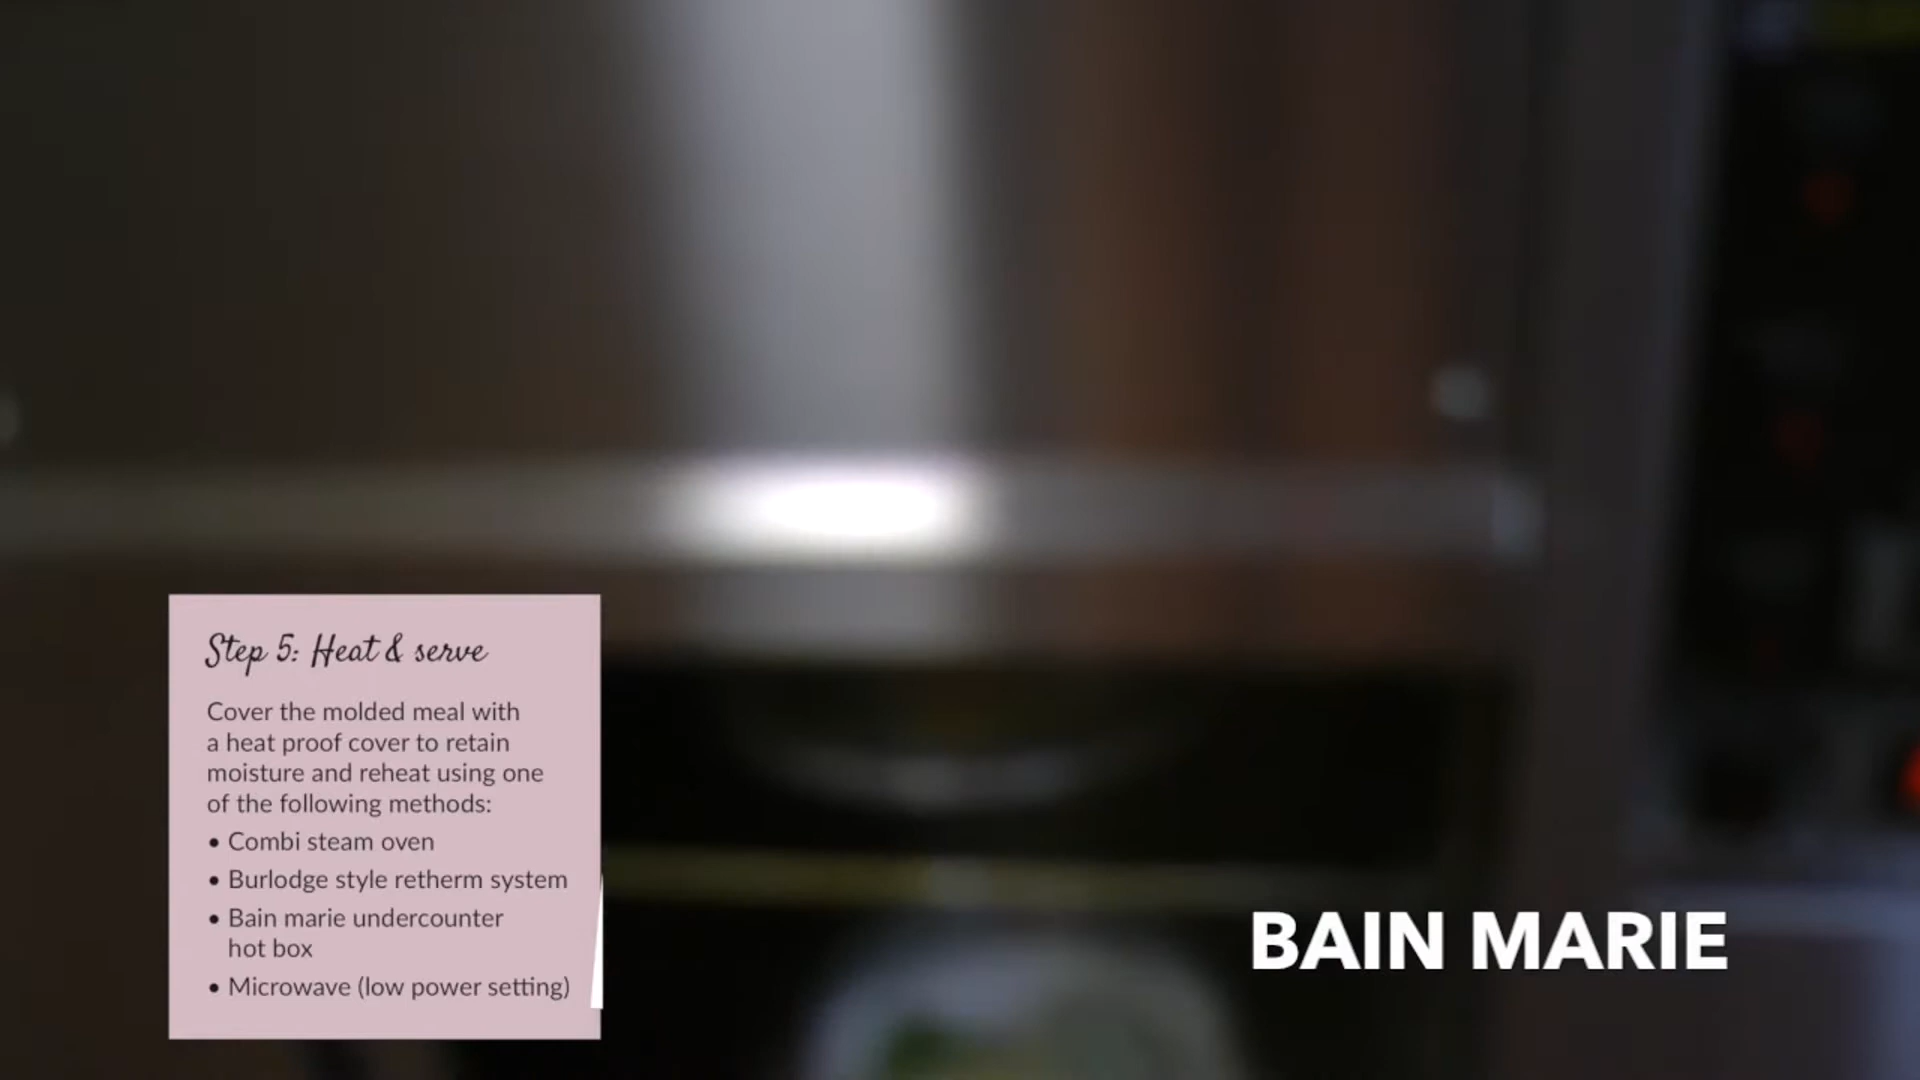 Step 5: Heat & serve
Cover the molded meal with
a heat proof cover to retain
moisture and reheat using one
of the following methods:
• Combi steam oven
• Burlodge style retherm system
• Bain marie undercounter
hot box
• Microwave (low power setting)
BAIN MARIE